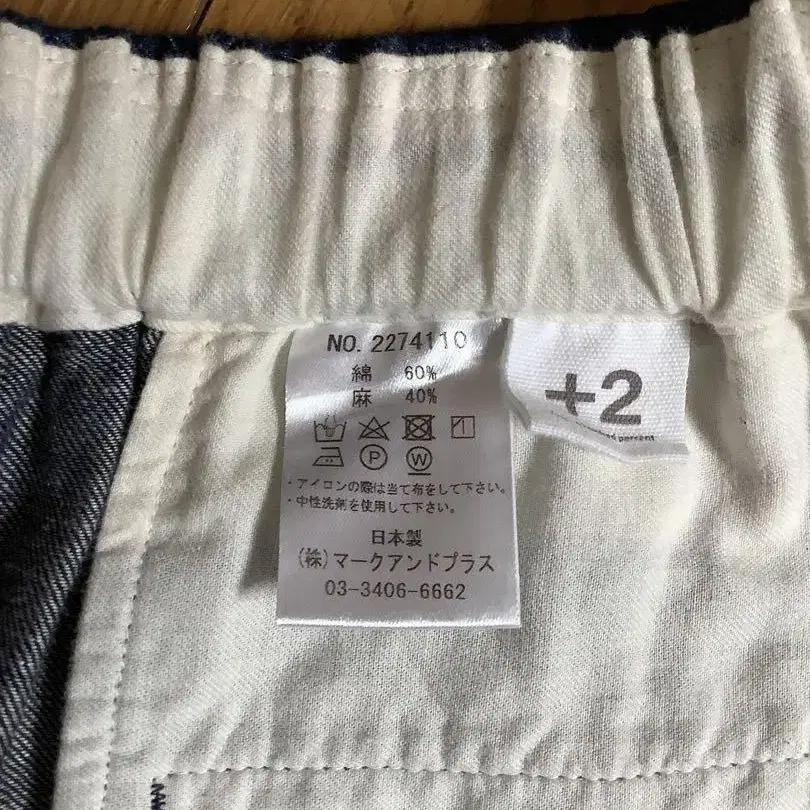 NO. 2274110
綿 60%
麻 40%
P W
・アイロンの際は当て布をして下さい。
・中性洗剤を使用して下さい。
日本製
(株)マークアンドプラス
03-3406-6662
+2
percent